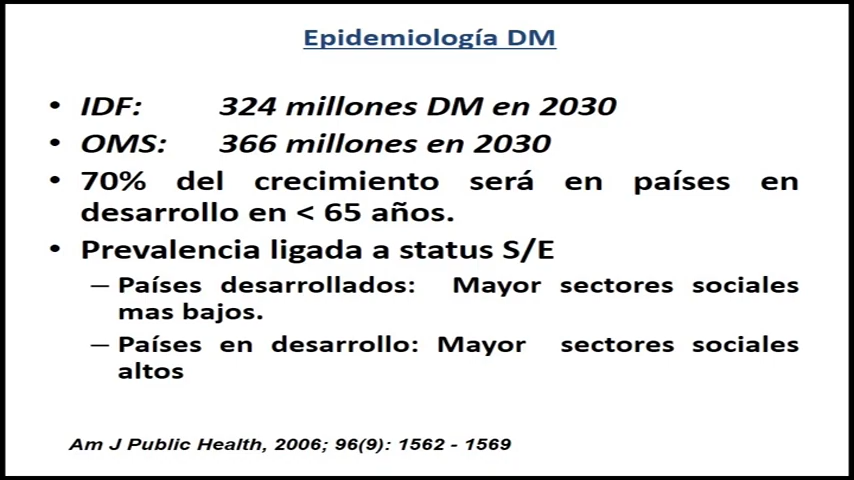 Epidemiología DM
• IDF: 324 millones DM en 2030
• OMS: 366 millones en 2030
• 70% del crecimiento será en países en
desarrollo en < 65 años.
• Prevalencia ligada a status S/E
– Países desarrollados: Mayor sectores sociales
mas bajos.
– Países en desarrollo: Mayor sectores sociales
altos
Am J Public Health, 2006; 96(9): 1562 - 1569